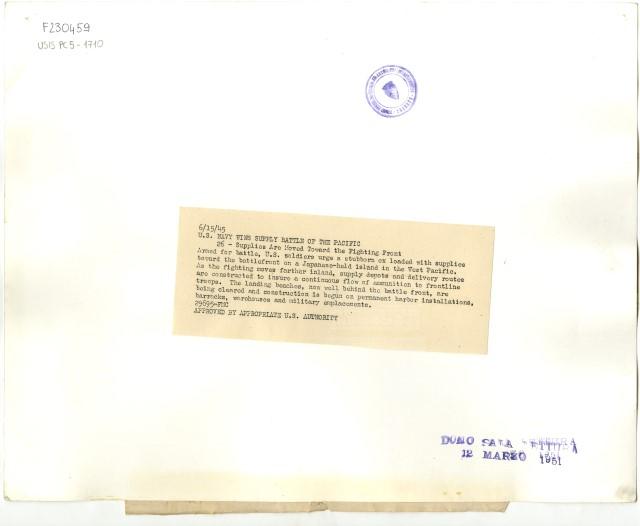 F230459
USIS PC5-1710
6/15/45
U.S. NAVY WINS SUPPLY BATTLE OF THE PACIFIC
26 - Supplies Are Moved Toward the Fighting Front
Armed for battle, U.S. soldiers urge a stubborn ox loaded with supplies
toward the battlefront on a Japanese-held island in the West Pacific.
As the fighting moves farther inland, supply depots and delivery routes
are constructed to insure a continuous flow of ammunition to frontline
troops. The landing beaches, now well behind the battle front, are
being cleared and construction is begun on permanent harbor installations,
barracks, warehouses and military emplacements.
APPROVED BY APPROPRIATE U.S. AUTHORITY
DONO SALA
12 MARZO 1951